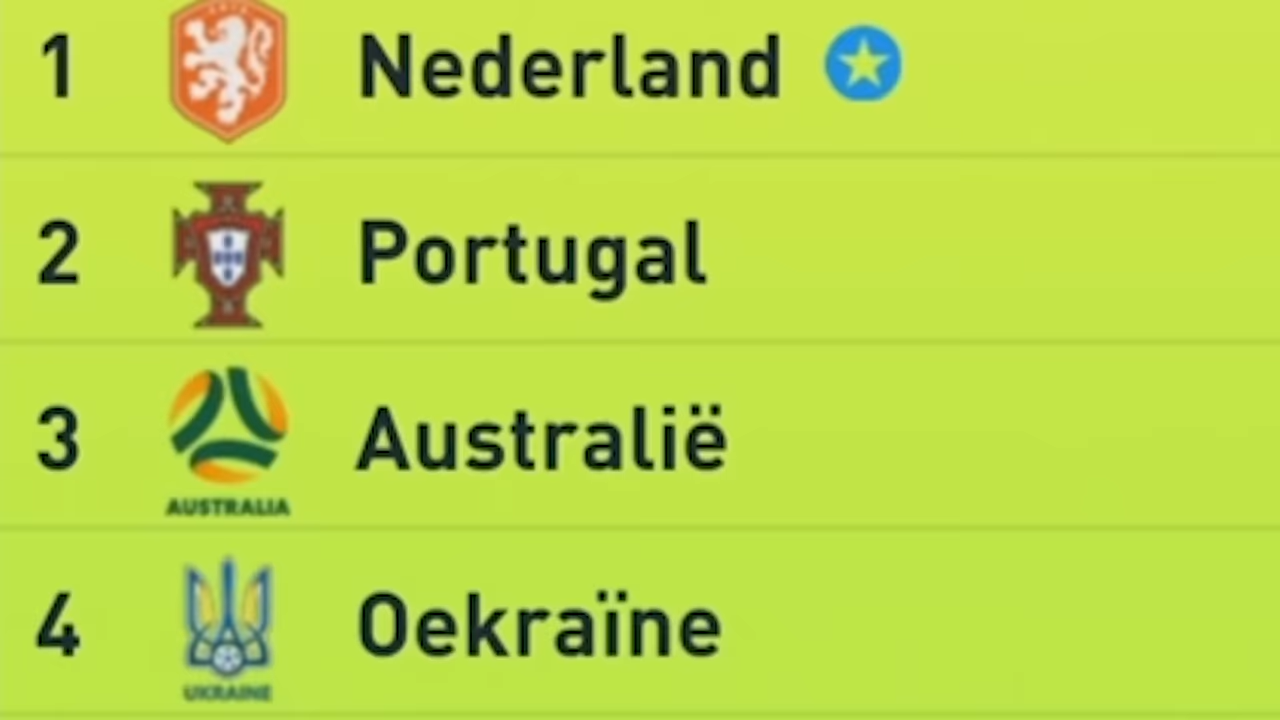 1 Nederland
2 Portugal
3 Australië
AUSTRALIA
4 Oekraïne
UKRAINE